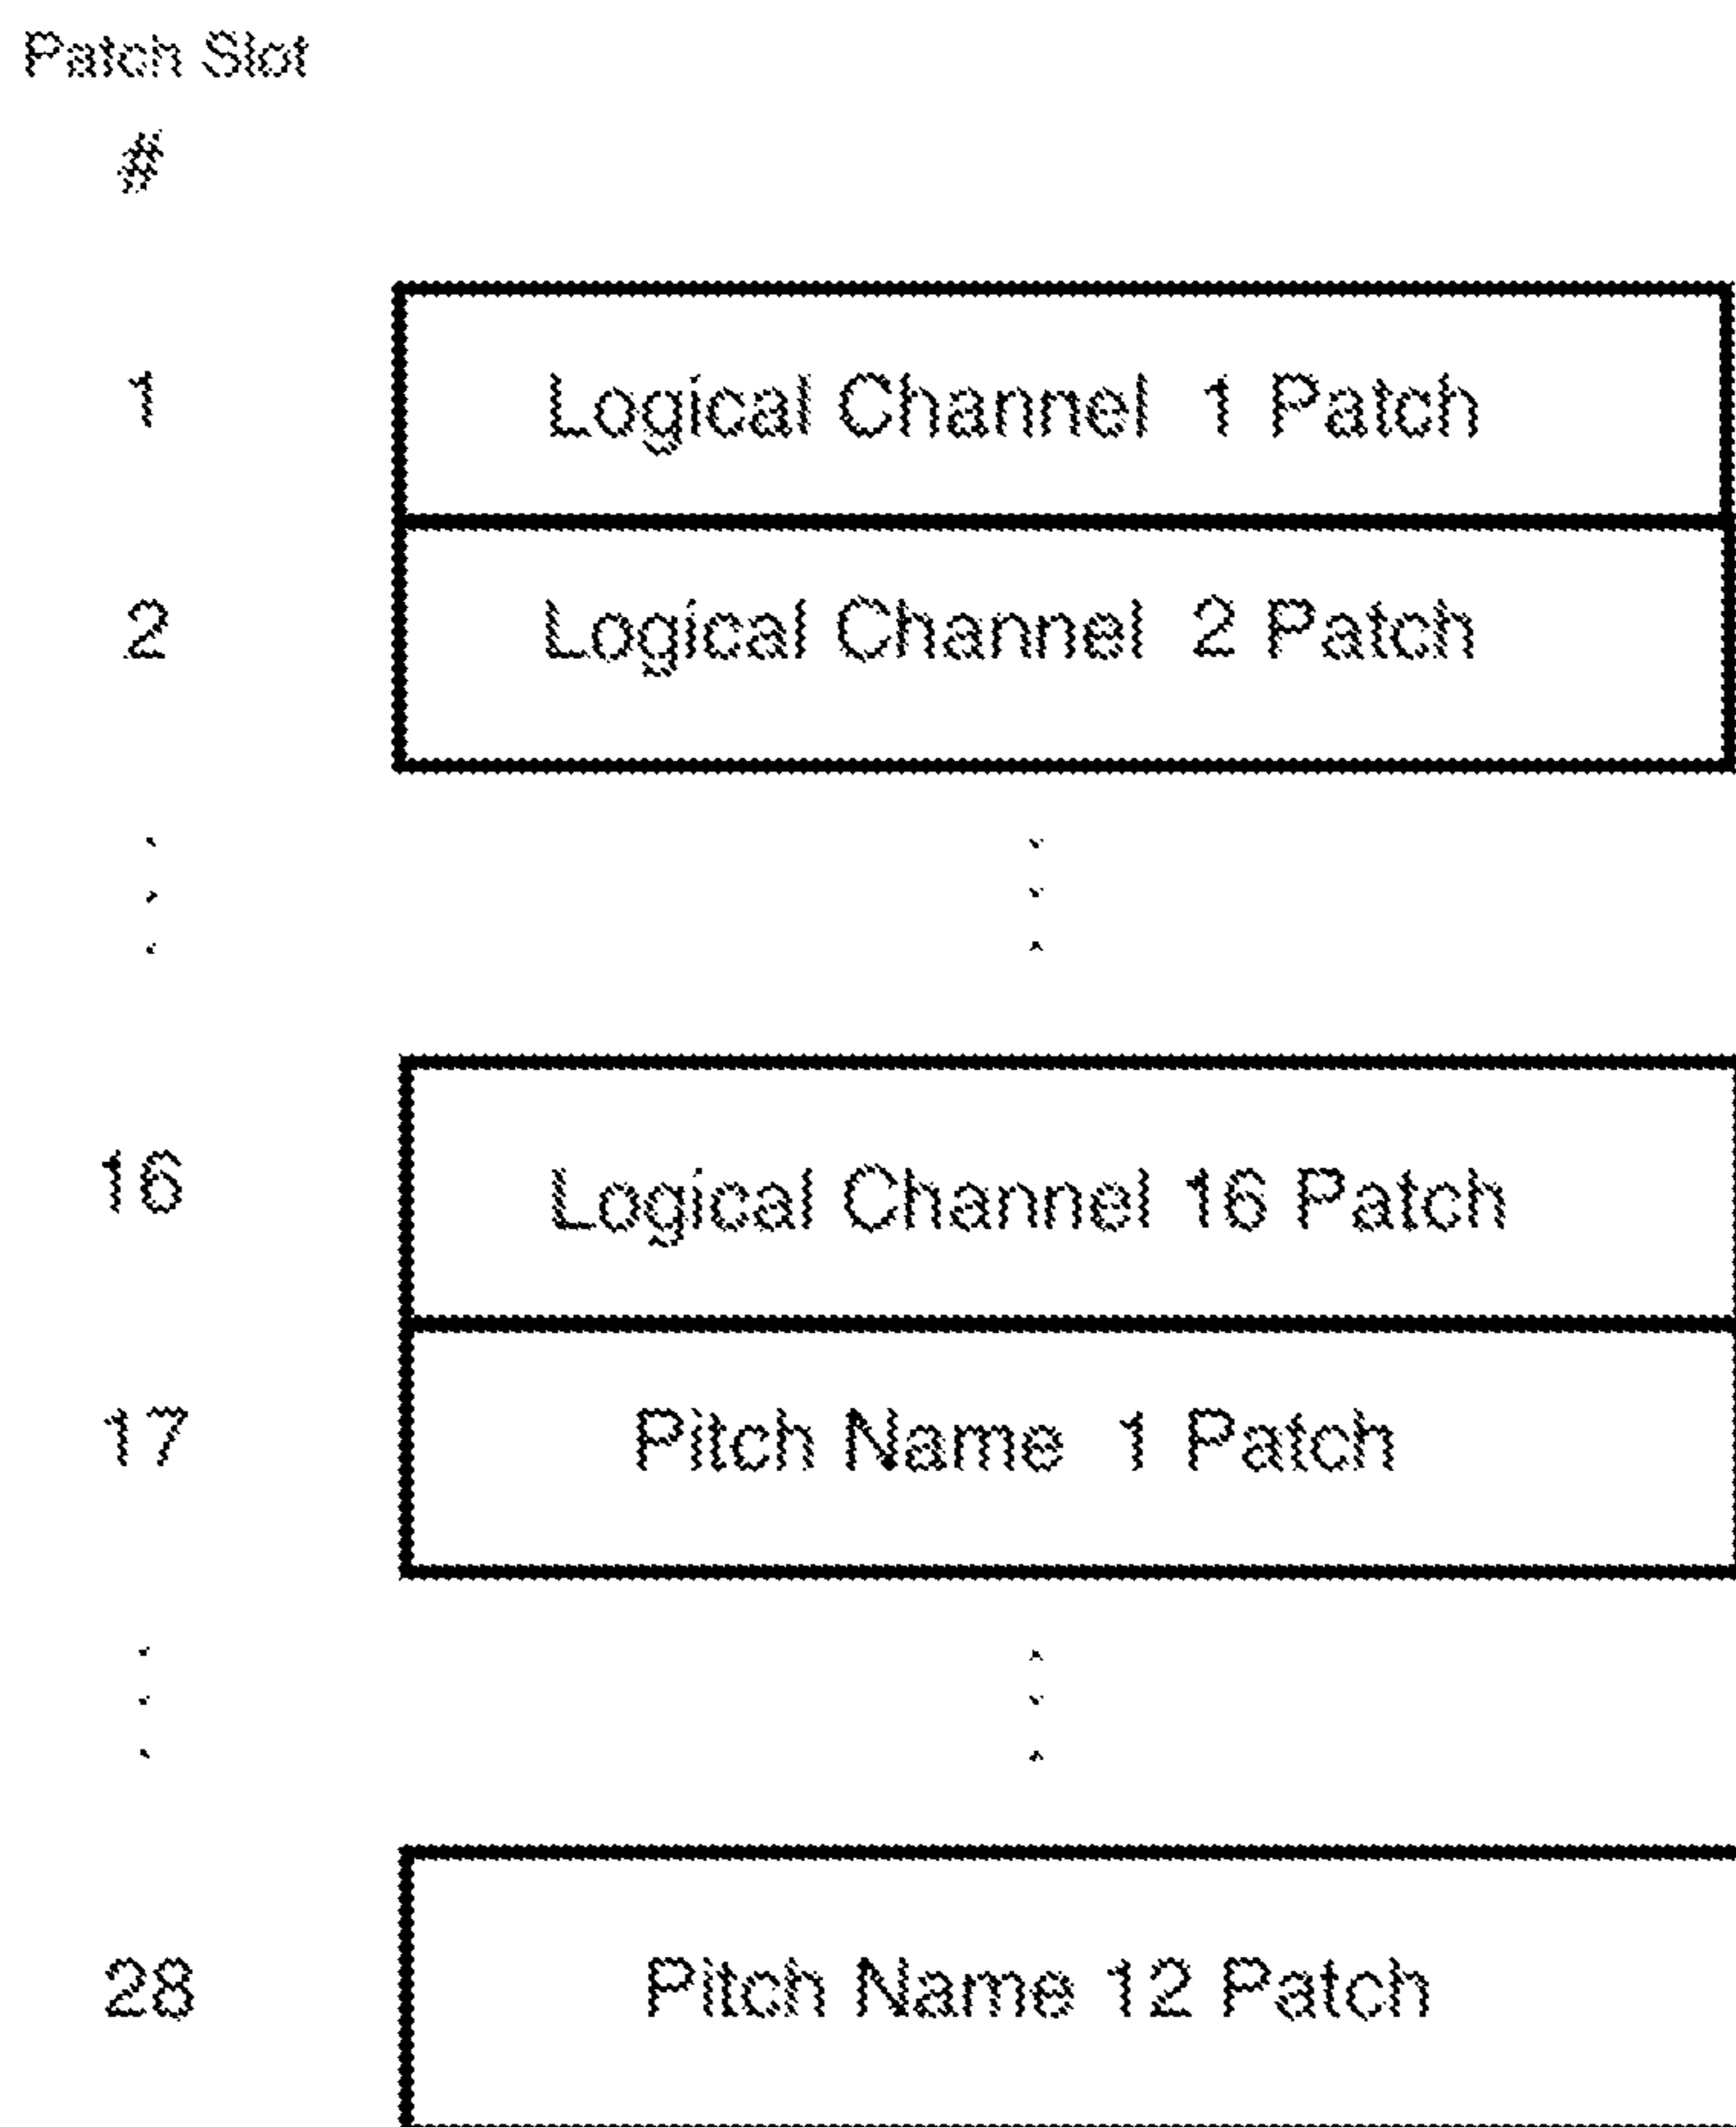 Patch Slot
#
1 Logical Channel 1 Patch
2 Logical Channel 2 Patch
16 Logical Channel 16 Patch
17 Pitch Name 1 Patch
28 Pitch Name 12 Patch